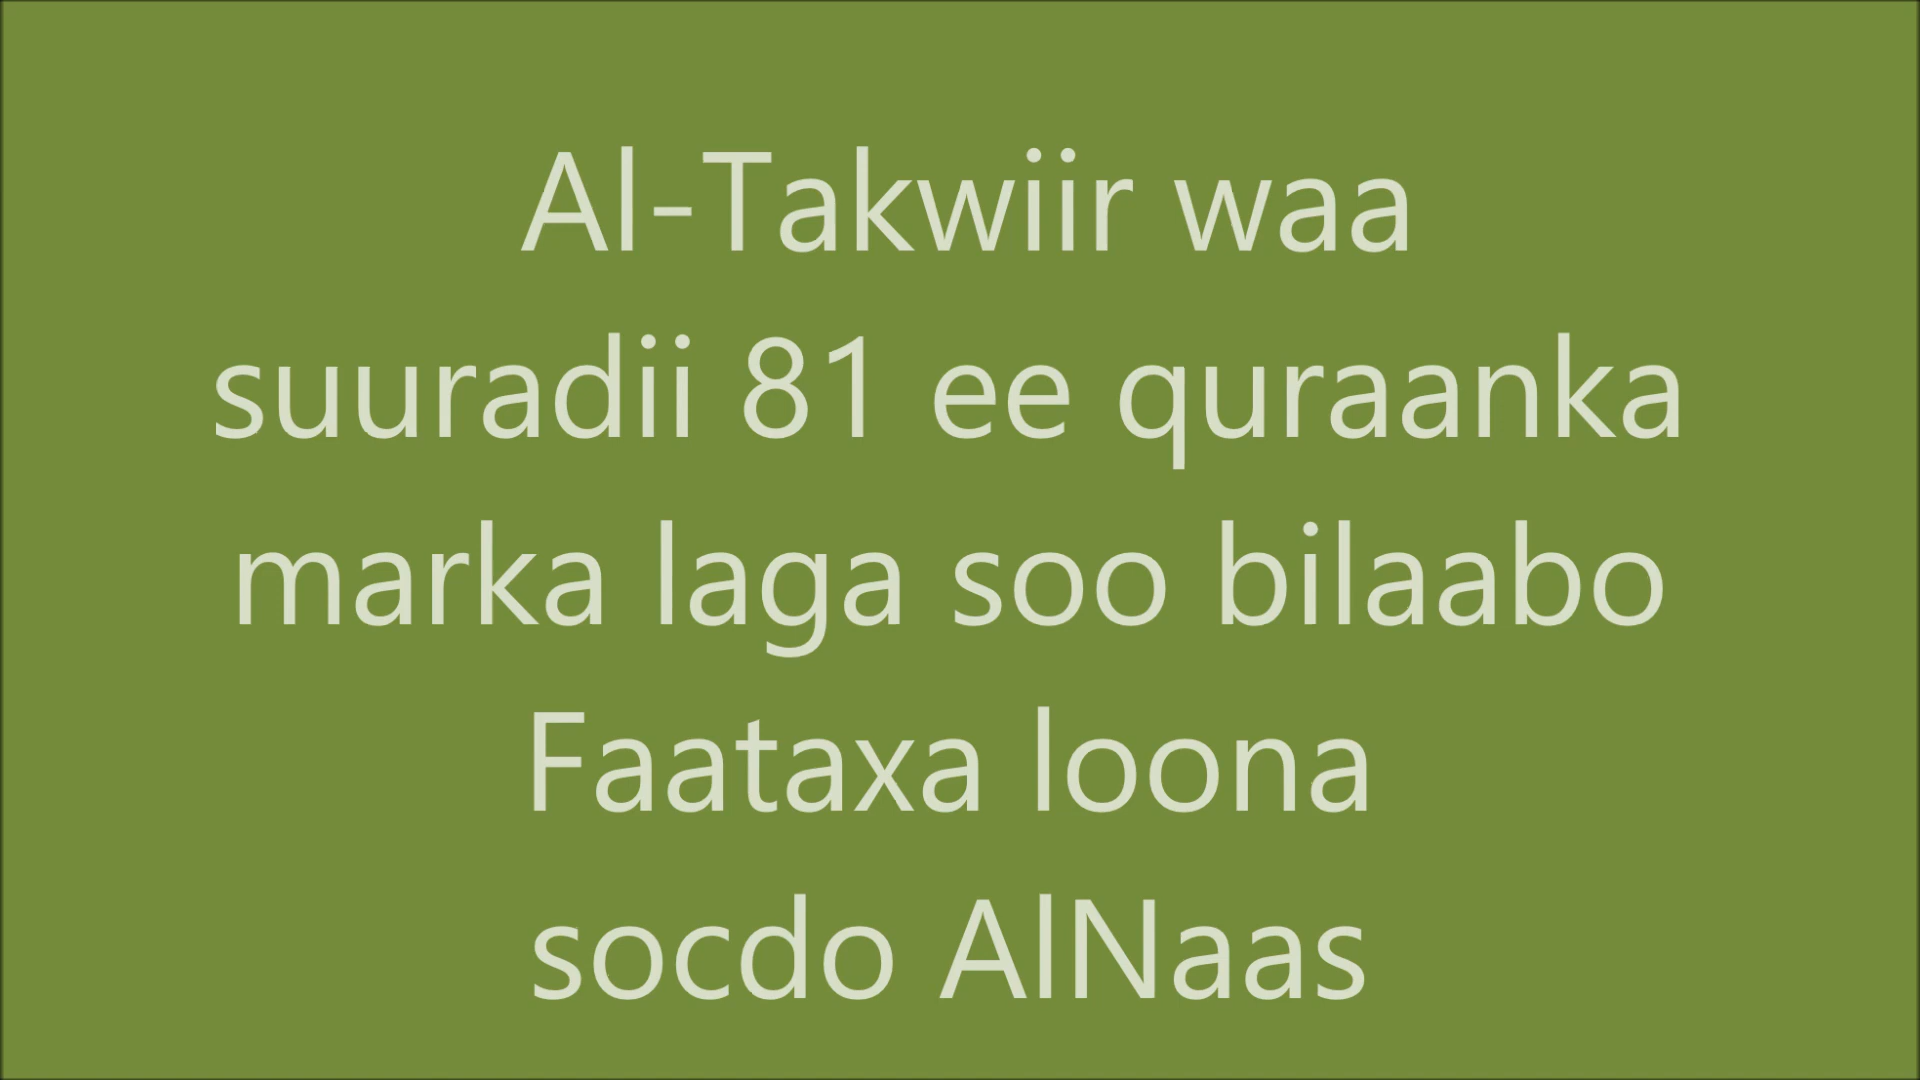 Al-Takwiir waa
suuradii 81 ee quraanka
marka laga soo bilaabo
Faataxa loona
socdo AlNaas